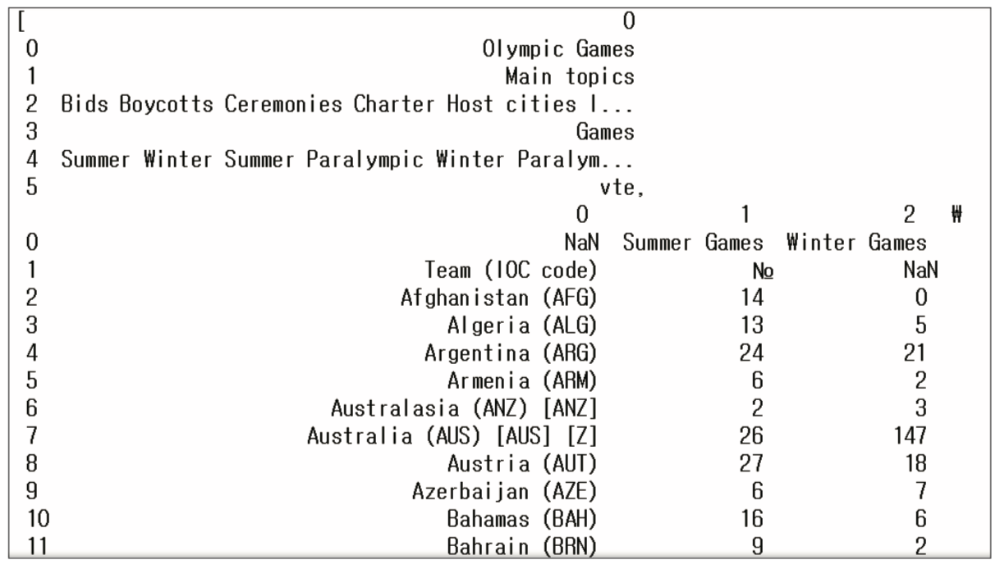 [ 0
0 Olympic Games
1 Main topics
2 Bids Boycotts Ceremonies Charter Host cities I...
3 Games
4 Summer Winter Summer Paralympic Winter Paralym...
5 vte,
0 1 2 ₩
0 NaN Summer Games Winter Games
1 Team (IOC code) № NaN
2 Afghanistan (AFG) 14 0
3 Algeria (ALG) 13 5
4 Argentina (ARG) 24 21
5 Armenia (ARM) 6 2
6 Australasia (ANZ) [ANZ] 2 3
7 Australia (AUS) [AUS] [Z] 26 147
8 Austria (AUT) 27 18
9 Azerbaijan (AZE) 6 7
10 Bahamas (BAH) 16 6
11 Bahrain (BRN) 9 2